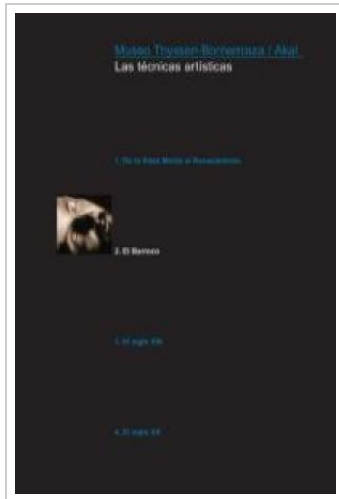 Museo Thyssen-Bornemisza / Akal
Las técnicas artísticas
1. De la Edad Media al Renacimiento
2. El Barroco
3. El siglo XIX
4. El siglo XX